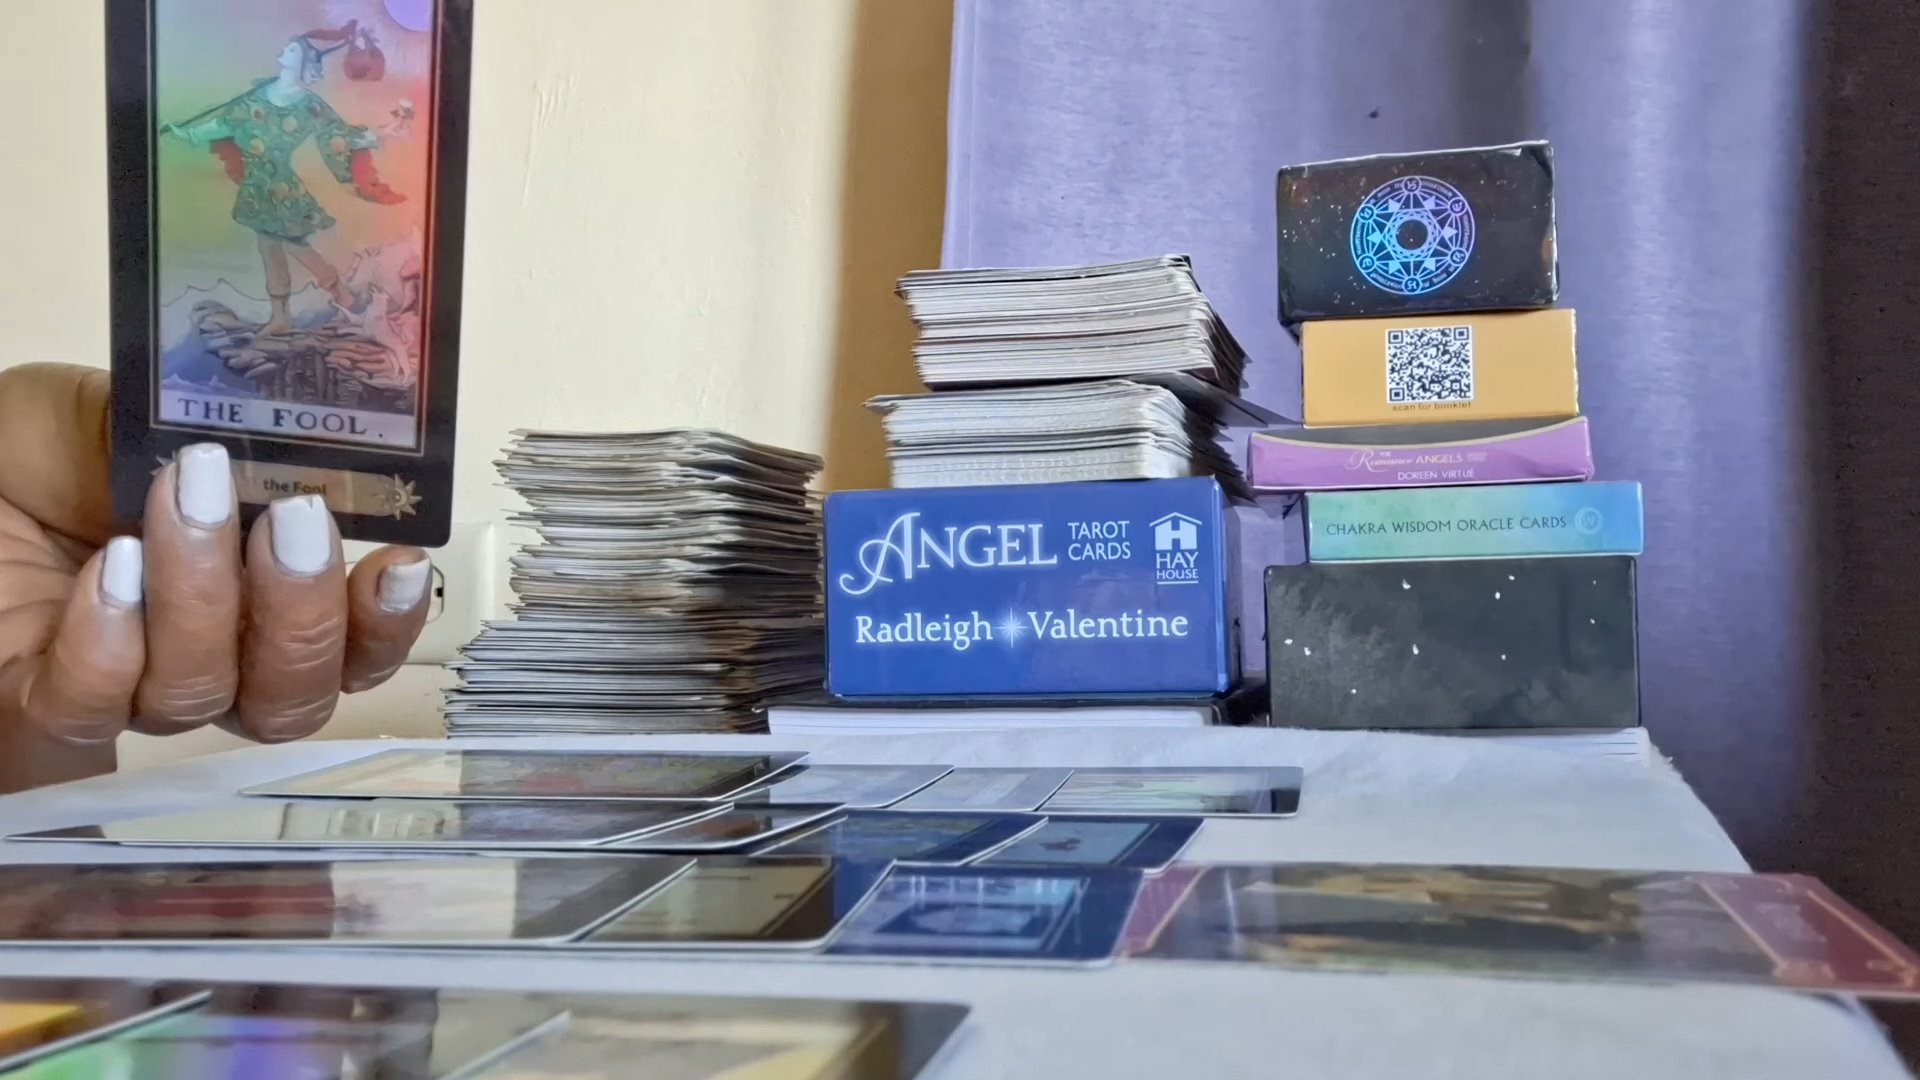 THE FOOL.
the Fool
ANGEL TAROT CARDS
HAY HOUSE
Radleigh Valentine
scan for booklet
THE
Romance ANGELS
DOREEN VIRTUE
CHAKRA WISDOM ORACLE CARDS